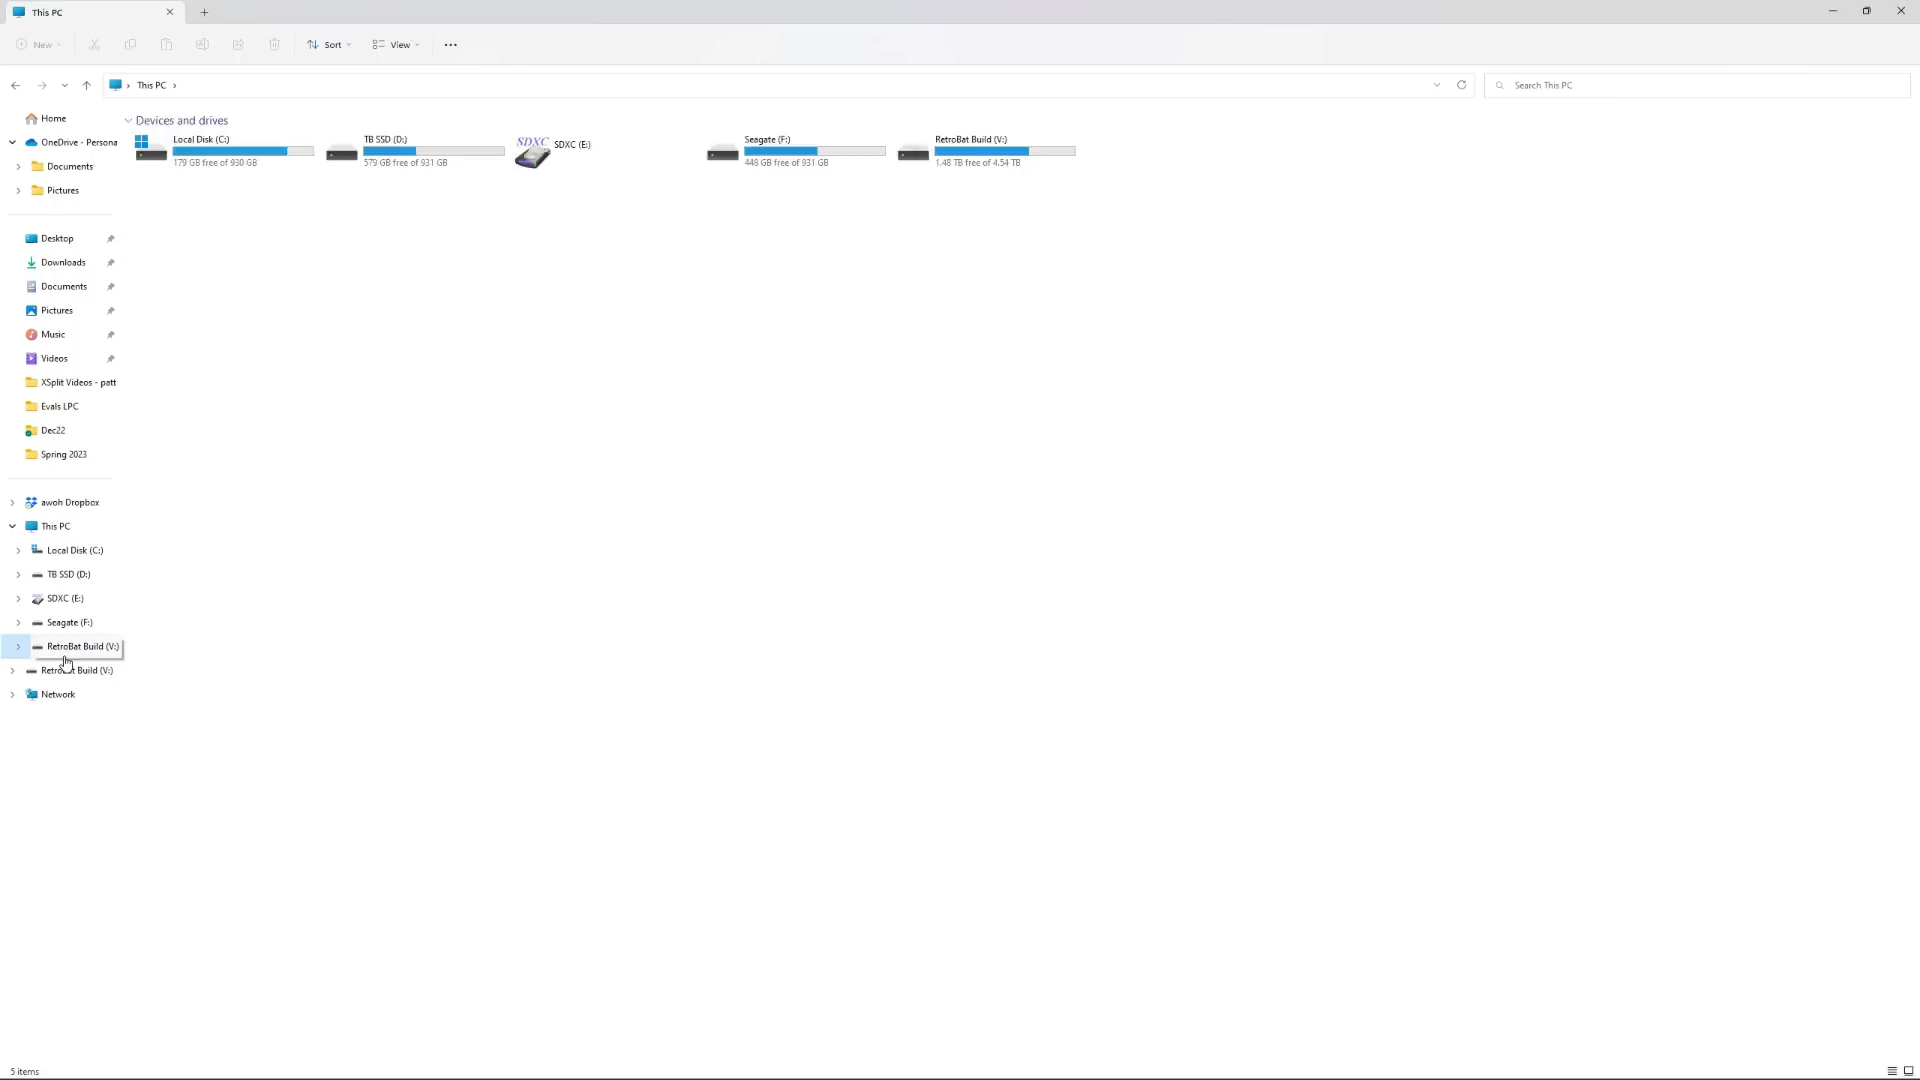 This PC
New
Sort
View
This PC
Search This PC
Home
OneDrive - Persona
Documents
Pictures
Desktop
Downloads
Documents
Pictures
Music
Videos
XSplit Videos - patt
Evals LPC
Dec22
Spring 2023
awoh Dropbox
This PC
Local Disk (C:)
TB SSD (D:)
SDXC (E:)
Seagate (F:)
RetroBat Build (V:)
RetroBat Build (V:)
Network
Devices and drives
Local Disk (C:)
179 GB free of 930 GB
TB SSD (D:)
579 GB free of 931 GB
SDXC
SDXC (E:)
Seagate (F:)
448 GB free of 931 GB
RetroBat Build (V:)
1.48 TB free of 4.54 TB
5 items